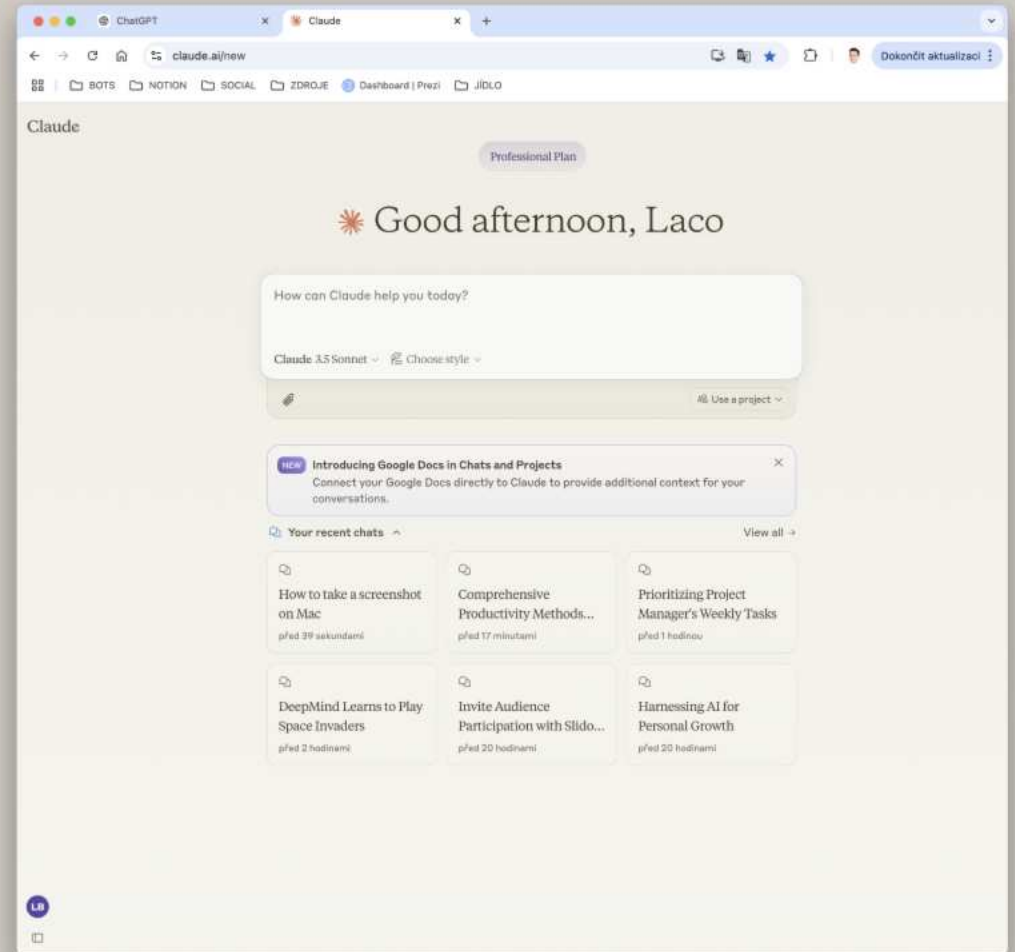 ChatGPT
Claude
claude.ai/new
Dokončit aktualizaci
BOTS
NOTION
SOCIAL
ZDROJE
Dashboard | Prezi
JÍDLO
Claude
Professional Plan
Good afternoon, Laco
How can Claude help you today?
Claude 3.5 Sonnet
Choose style
Use a project
NEW
Introducing Google Docs in Chats and Projects
Connect your Google Docs directly to Claude to provide additional context for your
conversations.
Your recent chats
View all →
How to take a screenshot
on Mac
před 39 sekundami
Comprehensive
Productivity Methods...
před 17 minutami
Prioritizing Project
Manager's Weekly Tasks
před 1 hodinou
DeepMind Learns to Play
Space Invaders
před 2 hodinami
Invite Audience
Participation with Slido...
před 20 hodinami
Harnessing AI for
Personal Growth
před 20 hodinami
LB